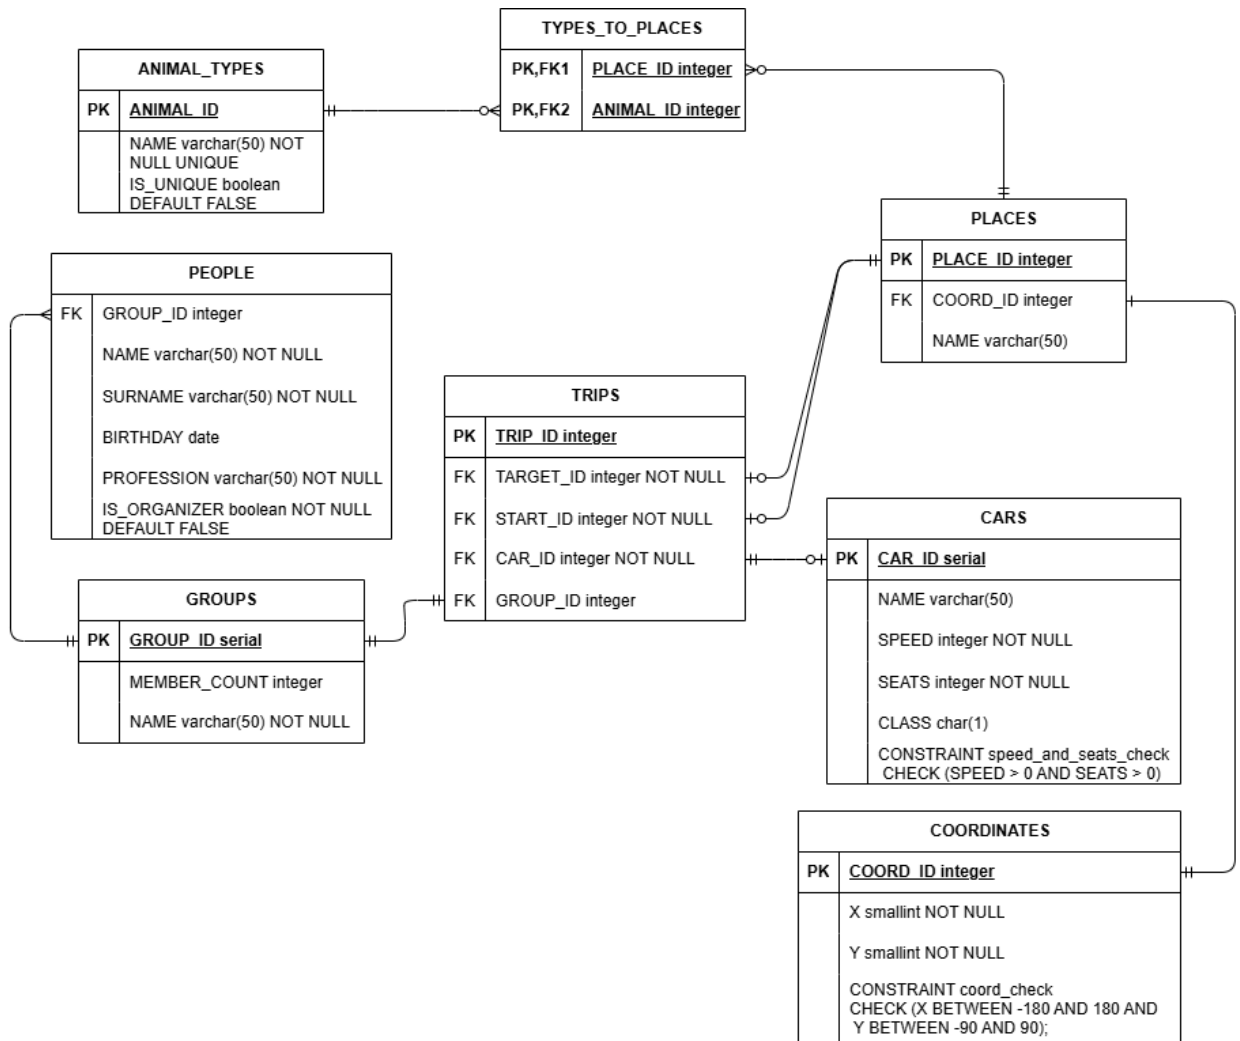 TYPES_TO_PLACES
PK,FK1 PLACE_ID integer
PK,FK2 ANIMAL_ID integer
ANIMAL_TYPES
PK ANIMAL_ID
NAME varchar(50) NOT
NULL UNIQUE
IS_UNIQUE boolean
DEFAULT FALSE
PLACES
PK PLACE_ID integer
FK COORD_ID integer
NAME varchar(50)
PEOPLE
FK GROUP_ID integer
NAME varchar(50) NOT NULL
SURNAME varchar(50) NOT NULL
BIRTHDAY date
PROFESSION varchar(50) NOT NULL
IS_ORGANIZER boolean NOT NULL
DEFAULT FALSE
TRIPS
PK TRIP_ID integer
FK TARGET_ID integer NOT NULL
FK START_ID integer NOT NULL
FK CAR_ID integer NOT NULL
FK GROUP_ID integer
CARS
PK CAR_ID serial
NAME varchar(50)
SPEED integer NOT NULL
SEATS integer NOT NULL
CLASS char(1)
CONSTRAINT speed_and_seats_check
CHECK (SPEED > 0 AND SEATS > 0)
GROUPS
PK GROUP_ID serial
MEMBER_COUNT integer
NAME varchar(50) NOT NULL
COORDINATES
PK COORD_ID integer
X smallint NOT NULL
Y smallint NOT NULL
CONSTRAINT coord_check
CHECK (X BETWEEN -180 AND 180 AND
Y BETWEEN -90 AND 90);